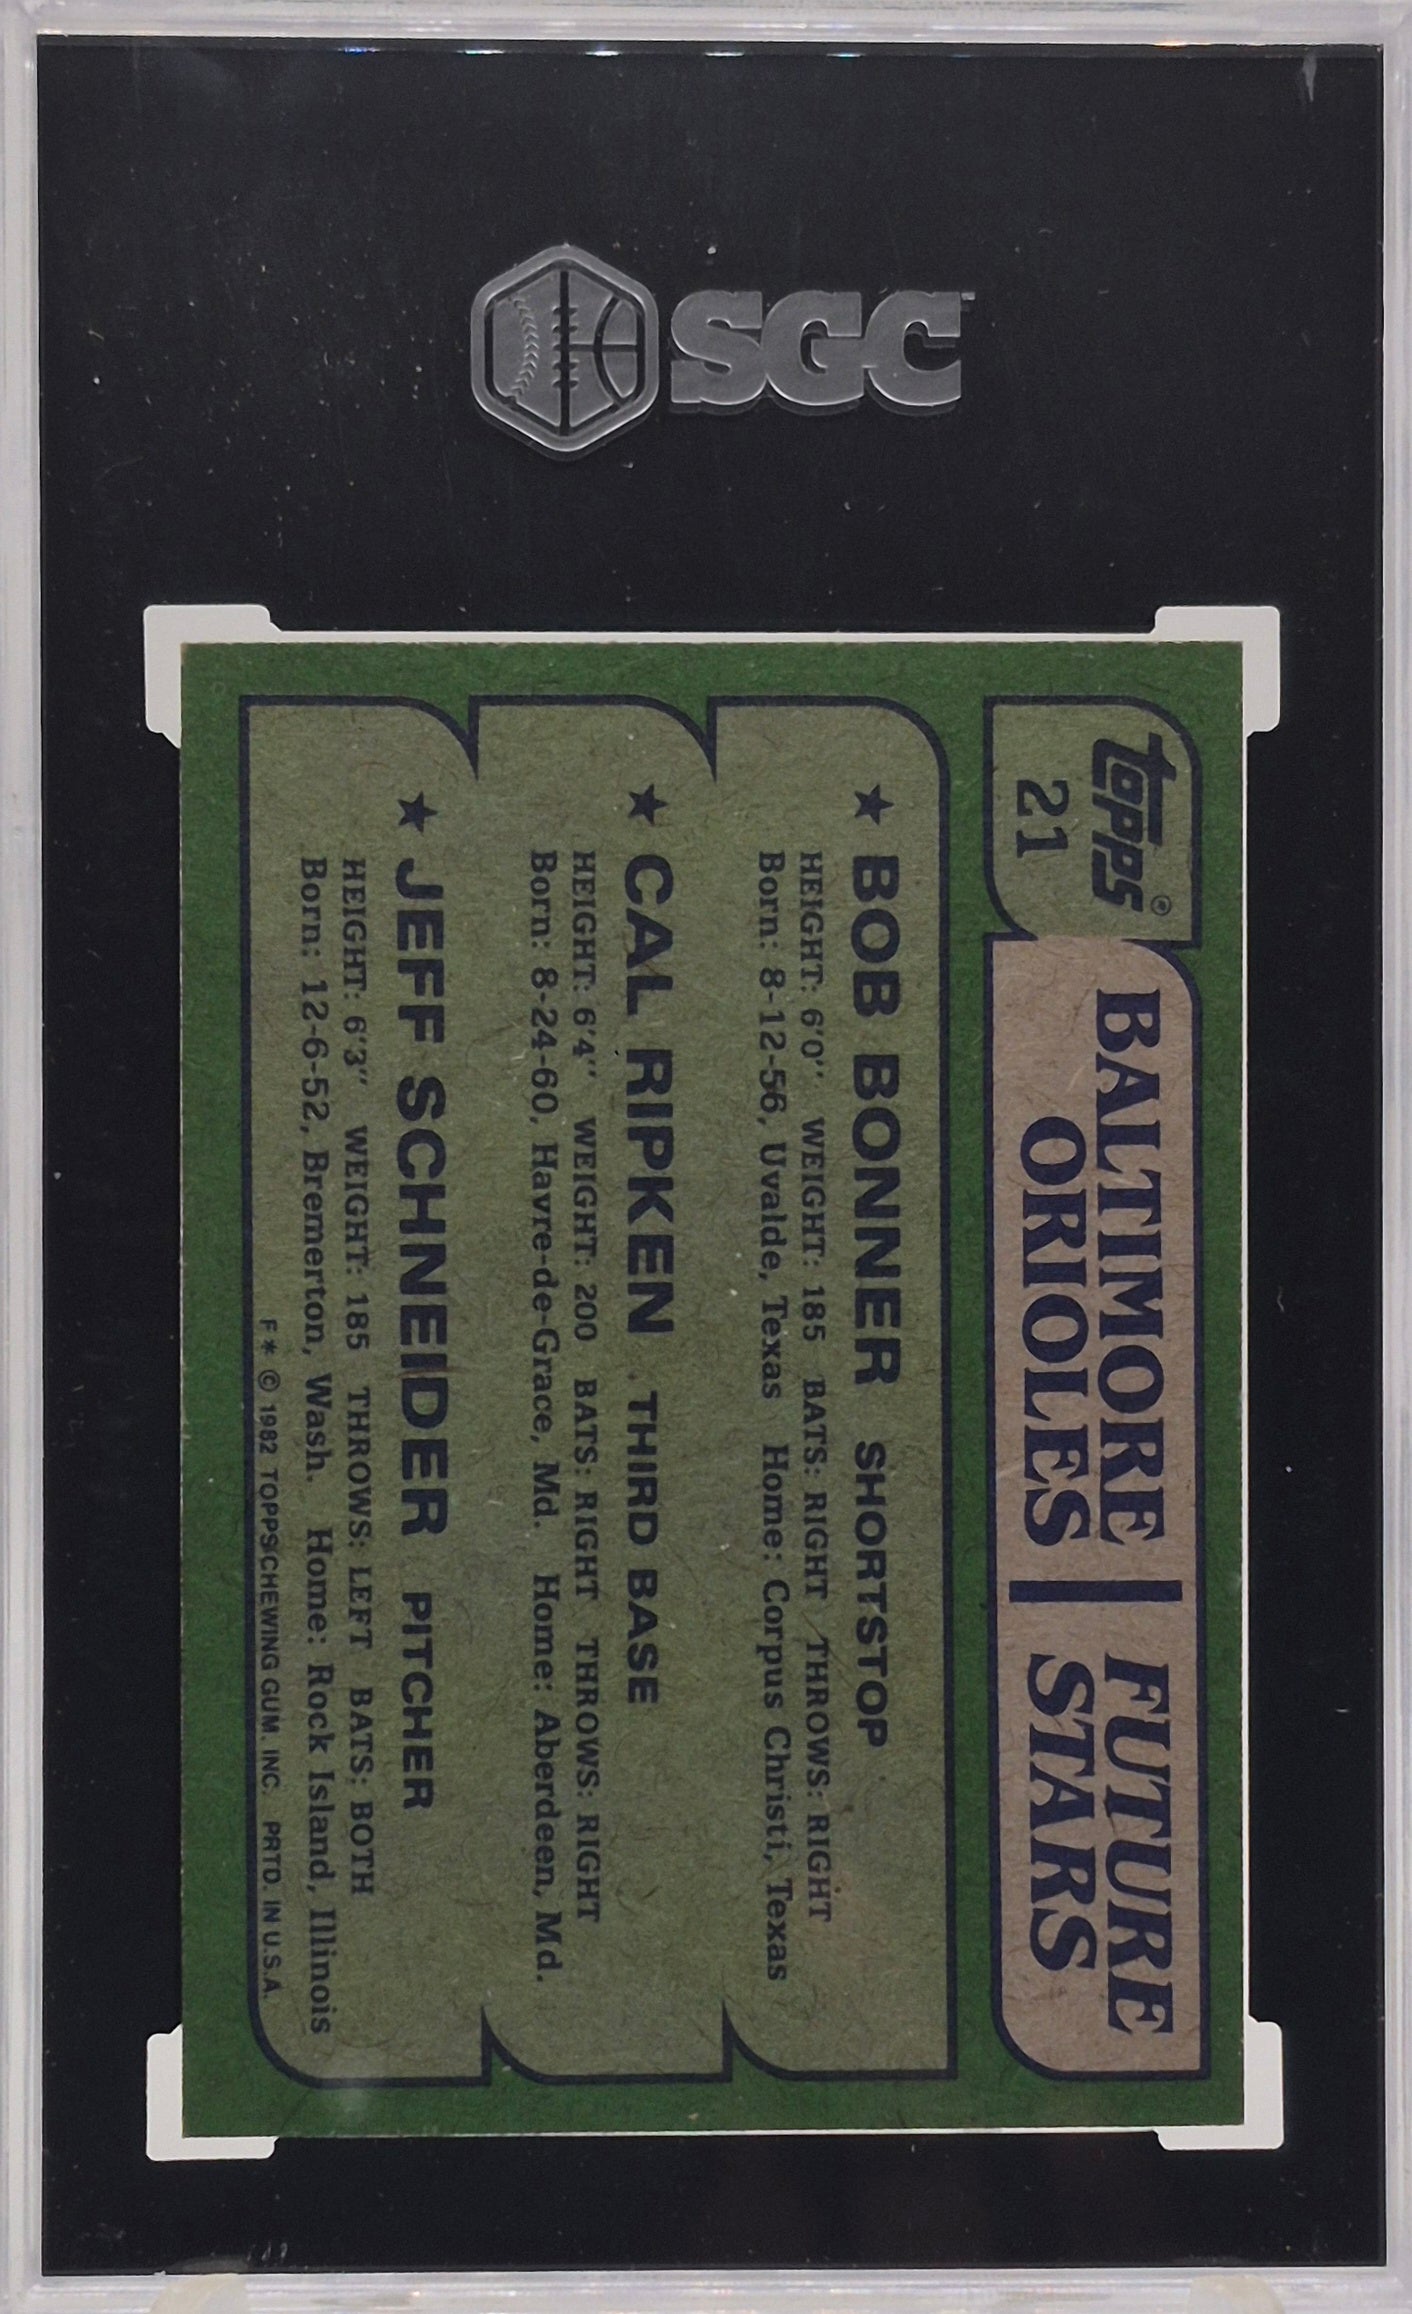 SGC
topps®
21
BALTIMORE
ORIOLES
FUTURE
STARS
★ BOB BONNER SHORTSTOP
HEIGHT: 6'0" WEIGHT: 185 BATS: RIGHT THROWS: RIGHT
Born: 8-12-56, Uvalde, Texas Home: Corpus Christi, Texas
★ CAL RIPKEN THIRD BASE
HEIGHT: 6'4" WEIGHT: 200 BATS: RIGHT THROWS: RIGHT
Born: 8-24-60, Havre-de-Grace, Md. Home: Aberdeen, Md.
★ JEFF SCHNEIDER PITCHER
HEIGHT: 6'3" WEIGHT: 185 THROWS: LEFT BATS: BOTH
Born: 12-6-52, Bremerton, Wash. Home: Rock Island, Illinois
F* © 1982 TOPPS CHEWING GUM. INC. PRTD. IN U.S.A.